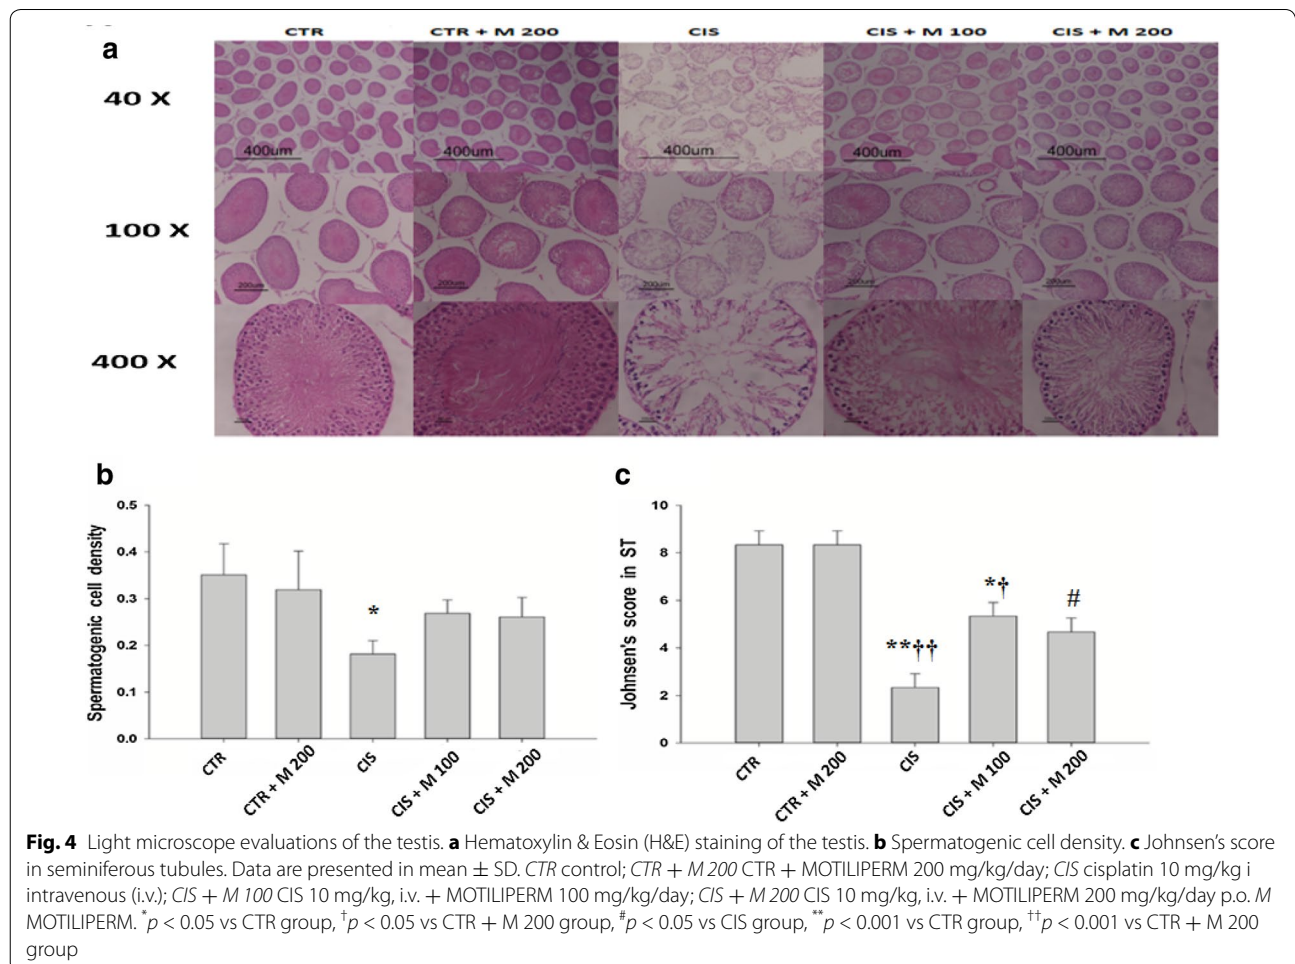 CTR CTR + M 200 CIS CIS + M 100 CIS + M 200
a
40 X
400um 400um 400um 400um 400um
100 X
200um 200um 200um 200um 200um
400 X
b
Spermatogenic cell density
0.5
0.4
0.3
0.2
0.1
0.0
*
CTR
CTR + M 200
CIS
CIS + M 100
CIS + M 200
c
Johnsen's score in ST
10
8
6
4
2
0
**††
*†
#
CTR
CTR + M 200
CIS
CIS + M 100
CIS + M 200
Fig. 4 Light microscope evaluations of the testis. a Hematoxylin & Eosin (H&E) staining of the testis. b Spermatogenic cell density. c Johnsen's score
in seminiferous tubules. Data are presented in mean ± SD. CTR control; CTR + M 200 CTR + MOTILIPERM 200 mg/kg/day; CIS cisplatin 10 mg/kg i
intravenous (i.v.); CIS + M 100 CIS 10 mg/kg, i.v. + MOTILIPERM 100 mg/kg/day; CIS + M 200 CIS 10 mg/kg, i.v. + MOTILIPERM 200 mg/kg/day p.o. M
MOTILIPERM. *p < 0.05 vs CTR group, †p < 0.05 vs CTR + M 200 group, #p < 0.05 vs CIS group, **p < 0.001 vs CTR group, ††p < 0.001 vs CTR + M 200
group